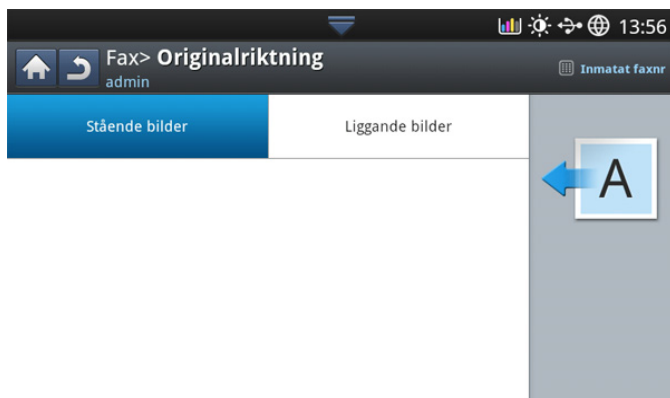 13:56
Fax> Originalriktning
admin
Inmatat faxnr
Stående bilder
Liggande bilder
A